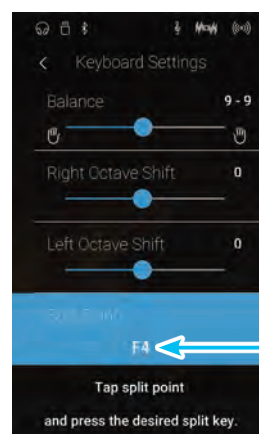 Keyboard Settings
Balance 9 - 9
Right Octave Shift 0
Left Octave Shift 0
Split Point
F4
Tap split point
and press the desired split key.